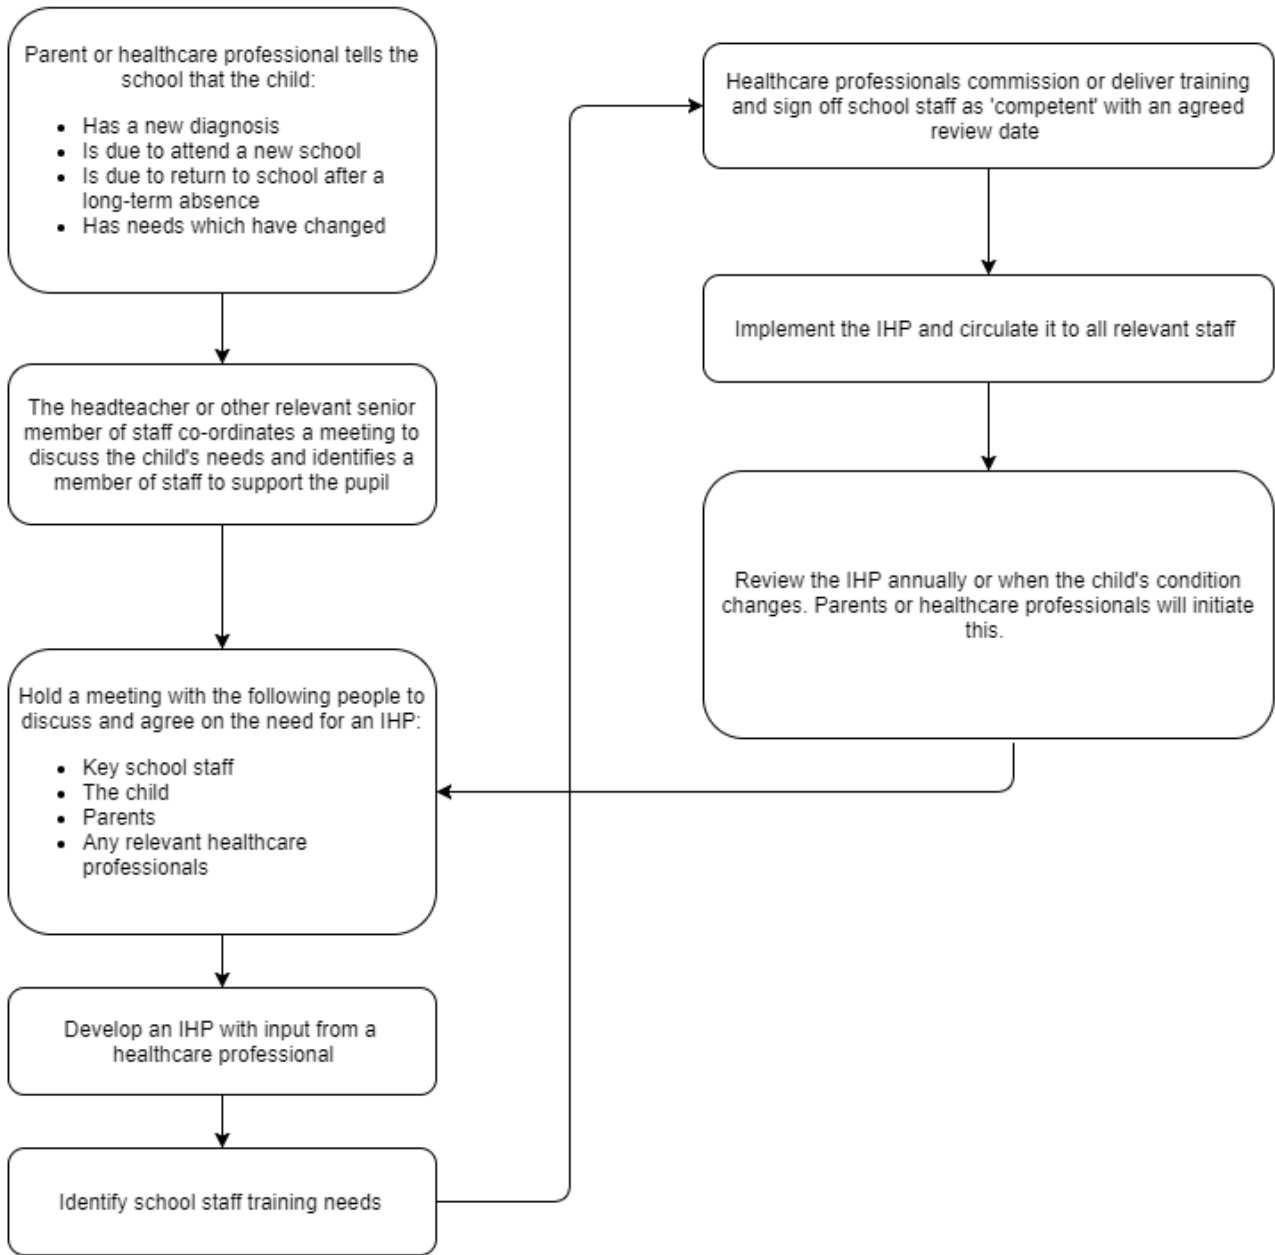 Parent or healthcare professional tells the
school that the child:
• Has a new diagnosis
• Is due to attend a new school
• Is due to return to school after a
long-term absence
• Has needs which have changed
The headteacher or other relevant senior
member of staff co-ordinates a meeting to
discuss the child's needs and identifies a
member of staff to support the pupil
Hold a meeting with the following people to
discuss and agree on the need for an IHP:
• Key school staff
• The child
• Parents
• Any relevant healthcare
professionals
Develop an IHP with input from a
healthcare professional
Identify school staff training needs
Healthcare professionals commission or deliver training
and sign off school staff as 'competent' with an agreed
review date
Implement the IHP and circulate it to all relevant staff
Review the IHP annually or when the child's condition
changes. Parents or healthcare professionals will initiate
this.